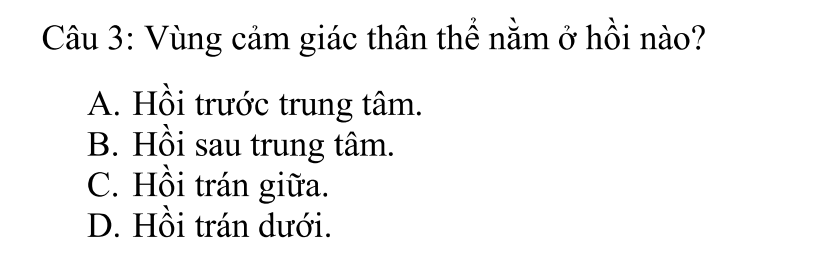 Câu 3: Vùng cảm giác thân thể nằm ở hồi nào?
A. Hồi trước trung tâm.
B. Hồi sau trung tâm.
C. Hồi trán giữa.
D. Hồi trán dưới.